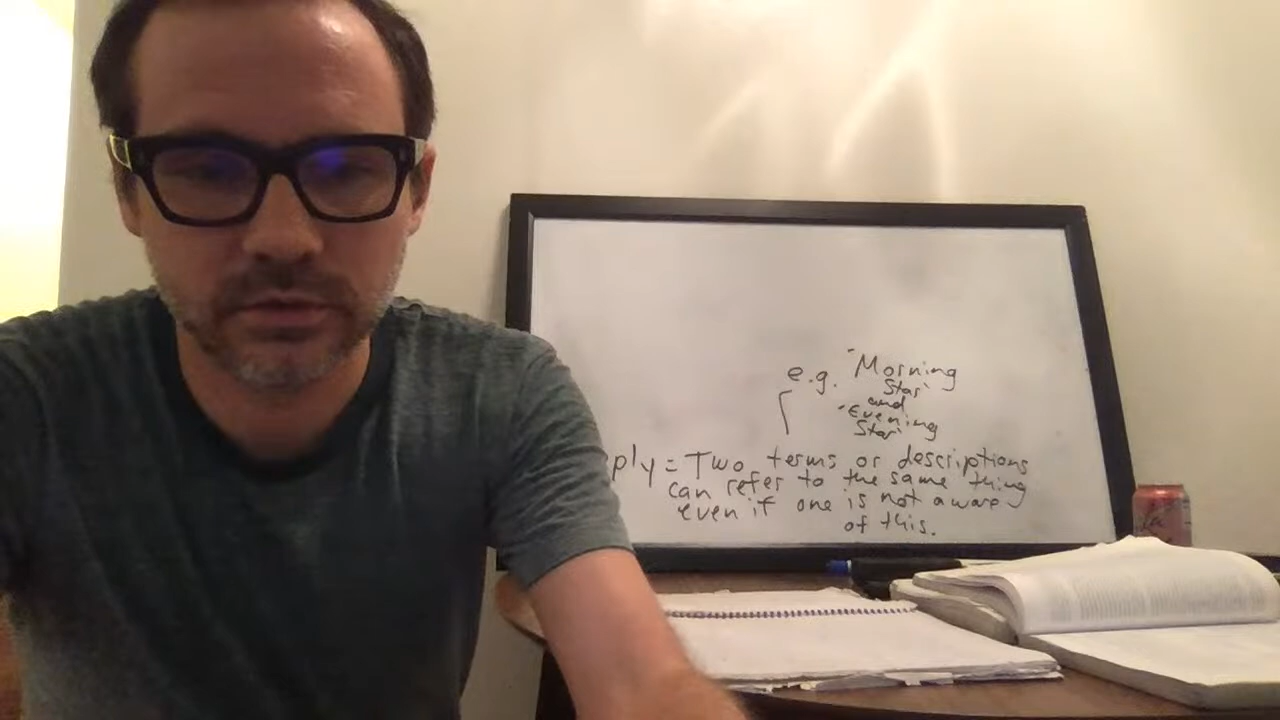 e.g. "Morning
Star"
and
"Evening
Star"
ply = Two terms or descriptions
can refer to the same thing
even if one is not aware
of this.